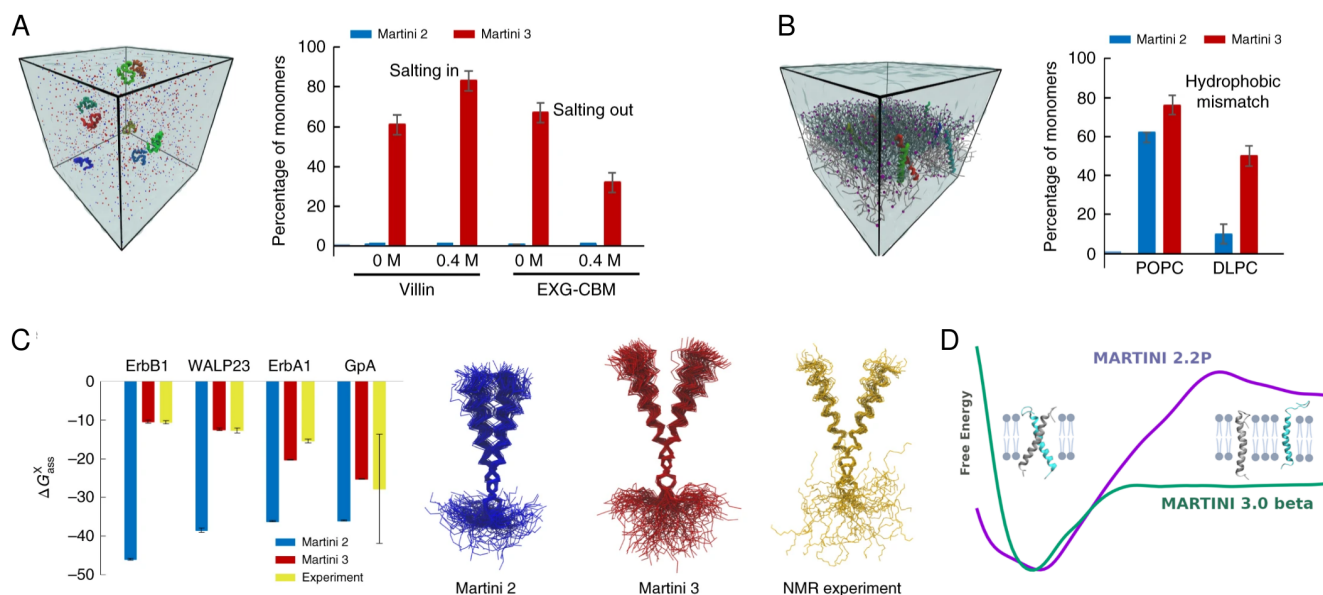 A
Martini 2
Martini 3
Percentage of monomers
100
80
60
40
20
0
Salting in
Salting out
0 M
0.4 M
0 M
0.4 M
Villin
EXG-CBM
B
Martini 2
Martini 3
Percentage of monomers
100
80
60
40
20
0
Hydrophobic
mismatch
POPC
DLPC
C
ErbB1
WALP23
ErbA1
GpA
ΔG^X_ass
0
−10
−20
−30
−40
−50
Martini 2
Martini 3
Experiment
Martini 2
Martini 3
NMR experiment
D
MARTINI 2.2P
Free Energy
MARTINI 3.0 beta